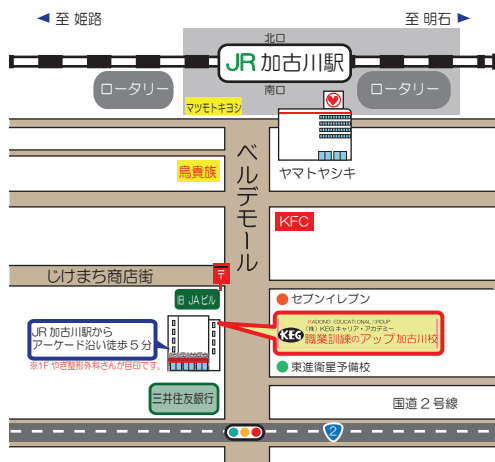 ◀ 至 姫路
至 明石 ▶
北口
JR 加古川駅
南口
ロータリー
ロータリー
マツモトキヨシ
鳥貴族
ヤマトヤシキ
ベルデモール
KFC
じけまち商店街
〒
旧 JAビル
セブンイレブン
KADONO EDUCATIONAL GROUP
(株) KEGキャリア・アカデミー
KEG 職業訓練のアップ加古川校
JR 加古川駅から
アーケード沿い徒歩5分
※1F やぎ整形外科さんが目印です。
東進衛星予備校
三井住友銀行
国道2号線
2